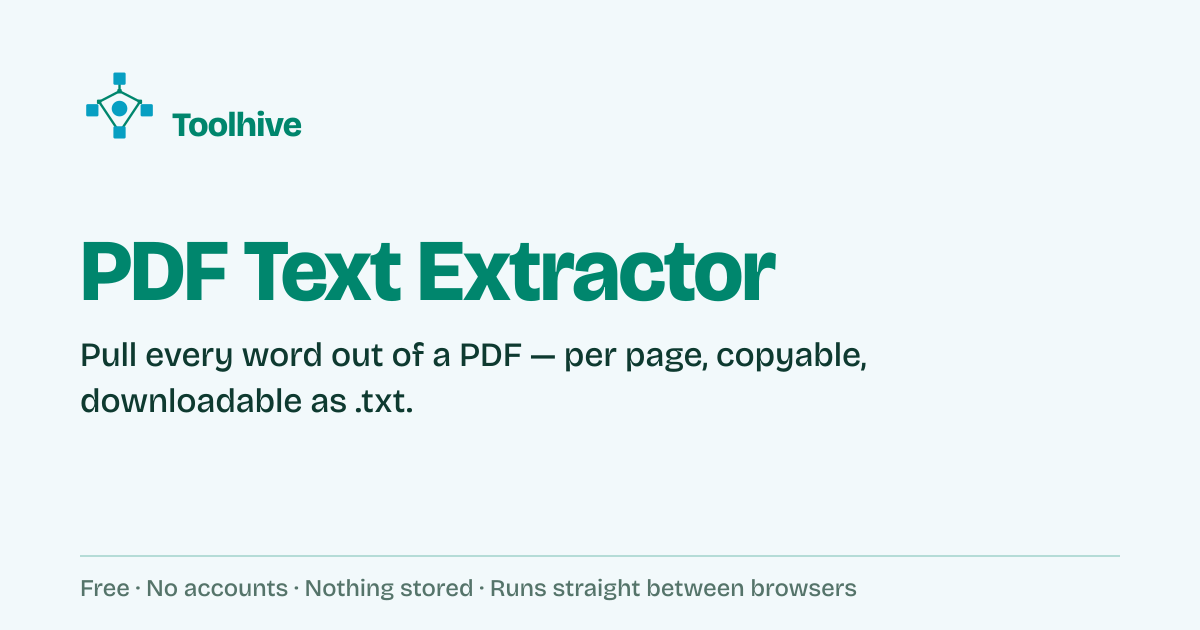 Toolhive
PDF Text Extractor
Pull every word out of a PDF — per page, copyable,
downloadable as .txt.
Free · No accounts · Nothing stored · Runs straight between browsers